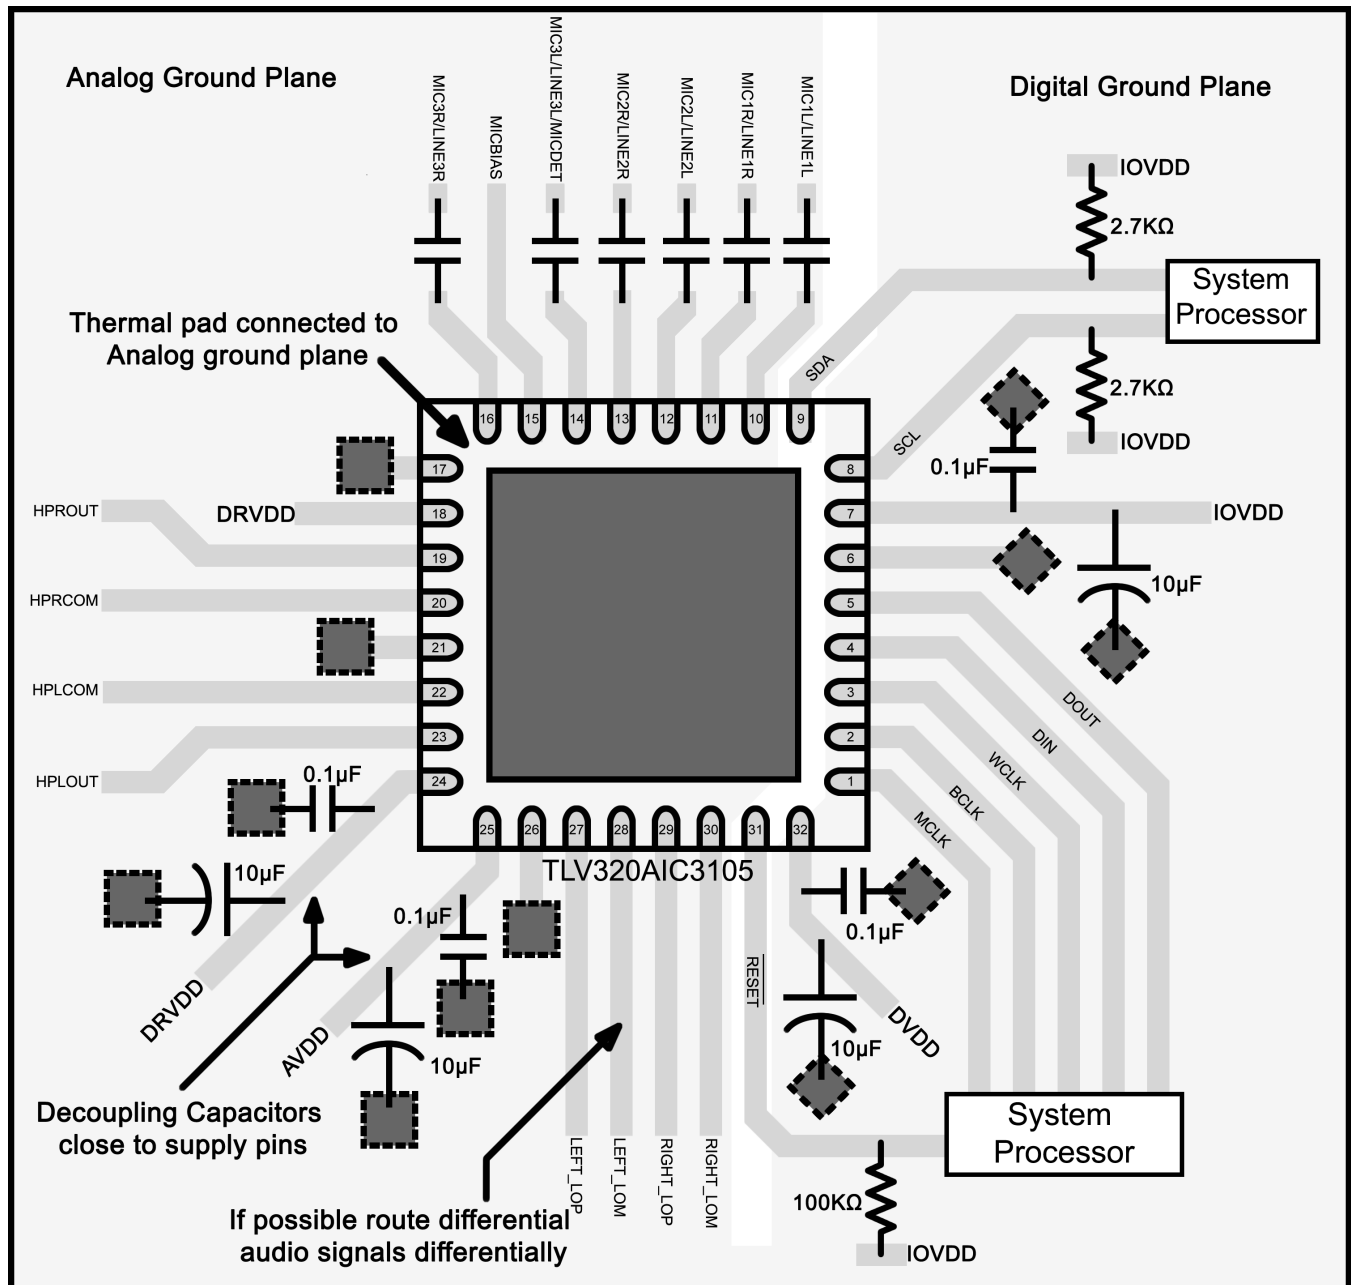 Analog Ground Plane
Digital Ground Plane
MIC3R/LINE3R
MICBIAS
MIC3L/LINE3L/MICDET
MIC2R/LINE2R
MIC2L/LINE2L
MIC1R/LINE1R
MIC1L/LINE1L
IOVDD
2.7KΩ
System
Processor
2.7KΩ
IOVDD
Thermal pad connected to
Analog ground plane
SDA
SCL
0.1µF
16
15
14
13
12
11
10
9
17
18
19
20
21
22
23
24
8
7
6
5
4
3
2
1
HPROUT
DRVDD
HPRCOM
HPLCOM
HPLOUT
IOVDD
10µF
DOUT
DIN
WCLK
BCLK
MCLK
25
26
27
28
29
30
31
32
TLV320AIC3105
0.1µF
10µF
DRVDD
0.1µF
AVDD
10µF
0.1µF
RESET
10µF
DVDD
Decoupling Capacitors
close to supply pins
System
Processor
LEFT_LOP
LEFT_LOM
RIGHT_LOP
RIGHT_LOM
If possible route differential
audio signals differentially
100KΩ
IOVDD